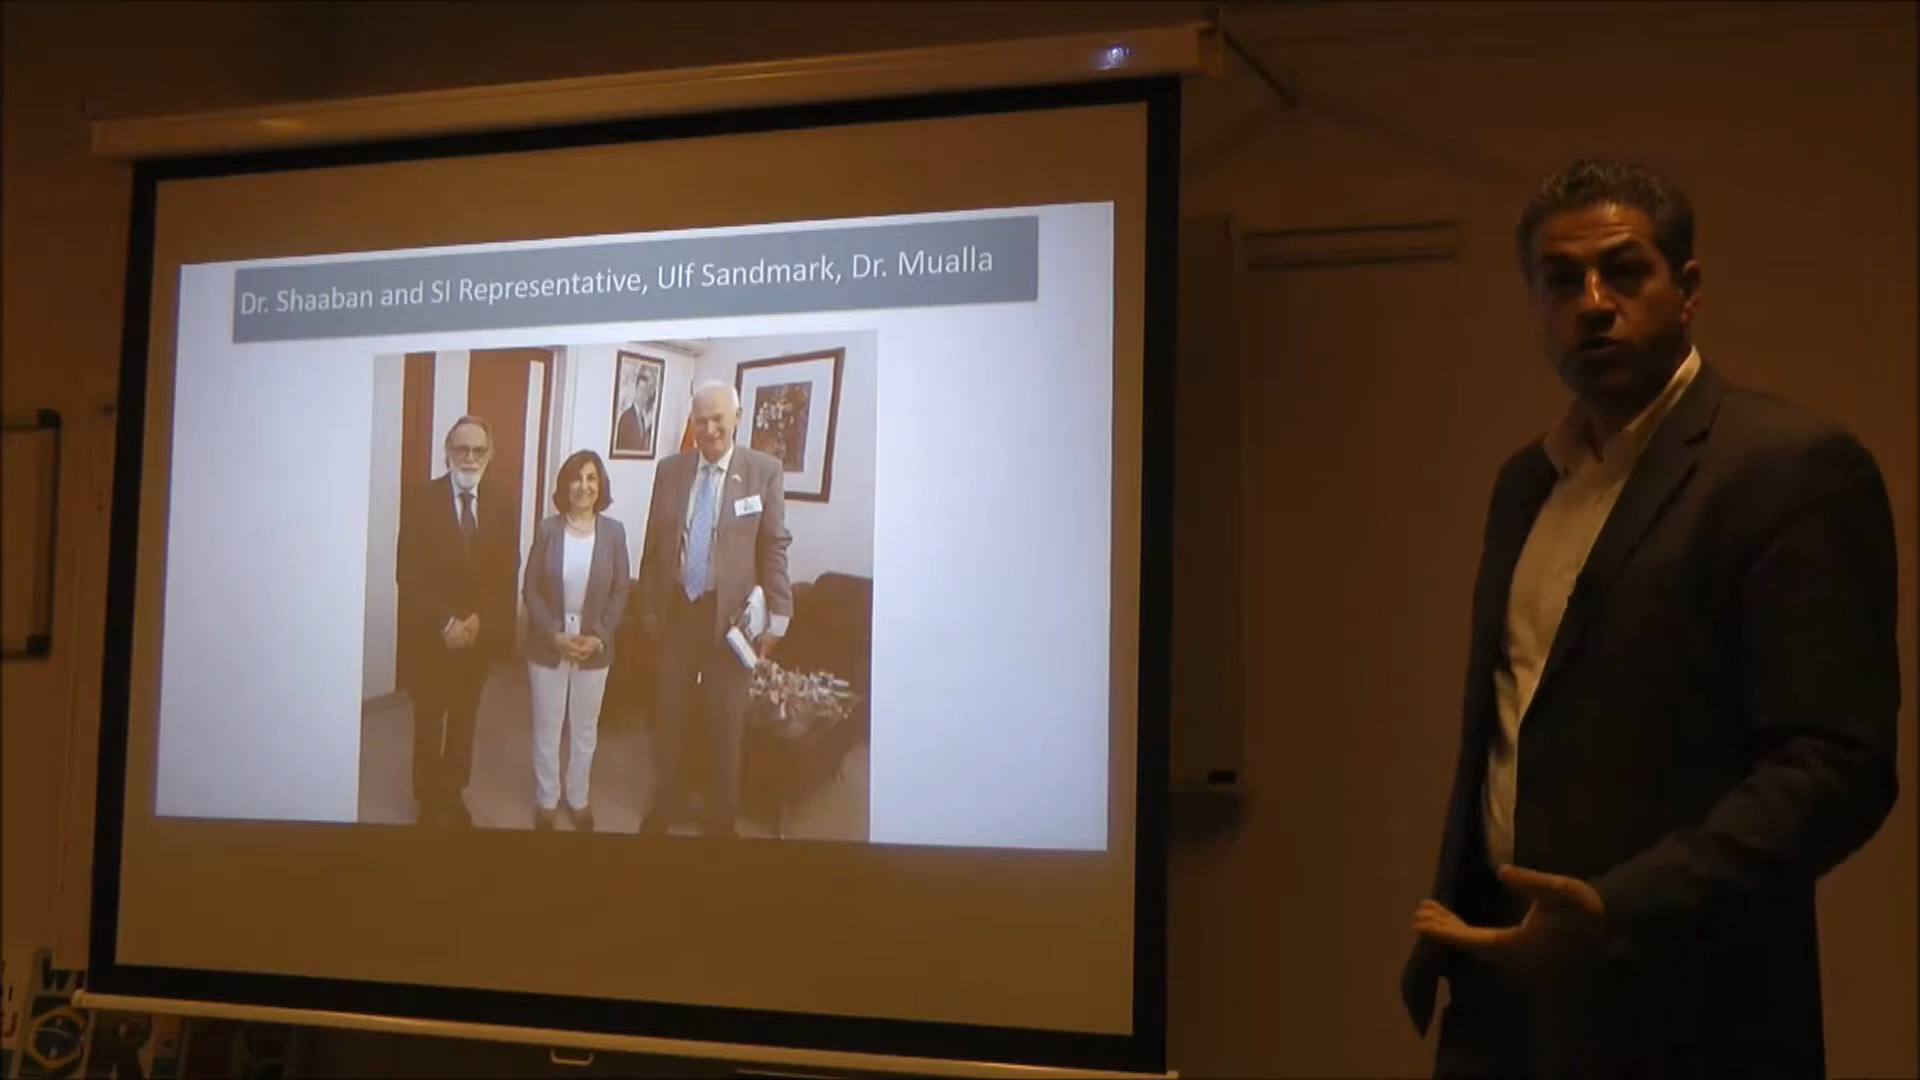 Dr. Shaaban and SI Representative, Ulf Sandmark, Dr. Mualla